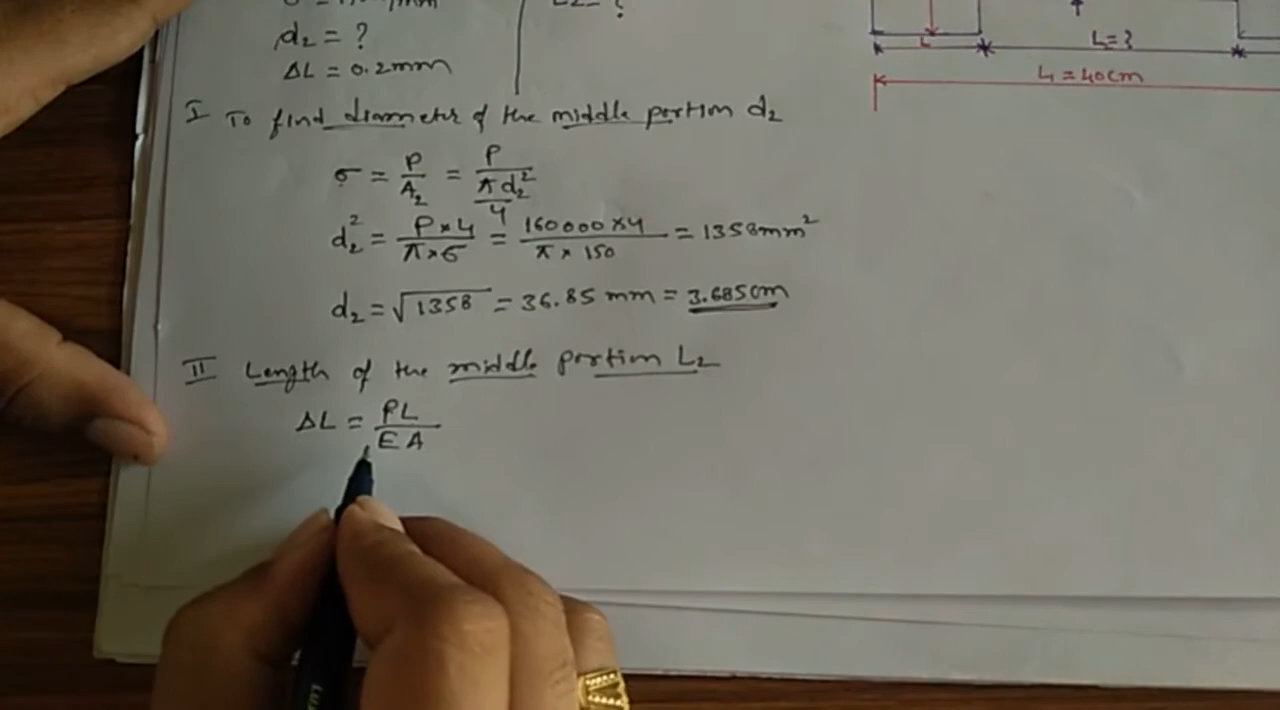 d₂ = ?
ΔL = 0.2mm
L = ?
L = 40cm
I To find diameter of the middle portion d₂
σ = P/A₂ = P/(πd₂²/4)
d₂² = P×4/π×σ = 160000×4/π×150 = 1358mm²
d₂ = √1358 = 36.85 mm = 3.685cm
II Length of the middle portion L₂
ΔL = PL/EA